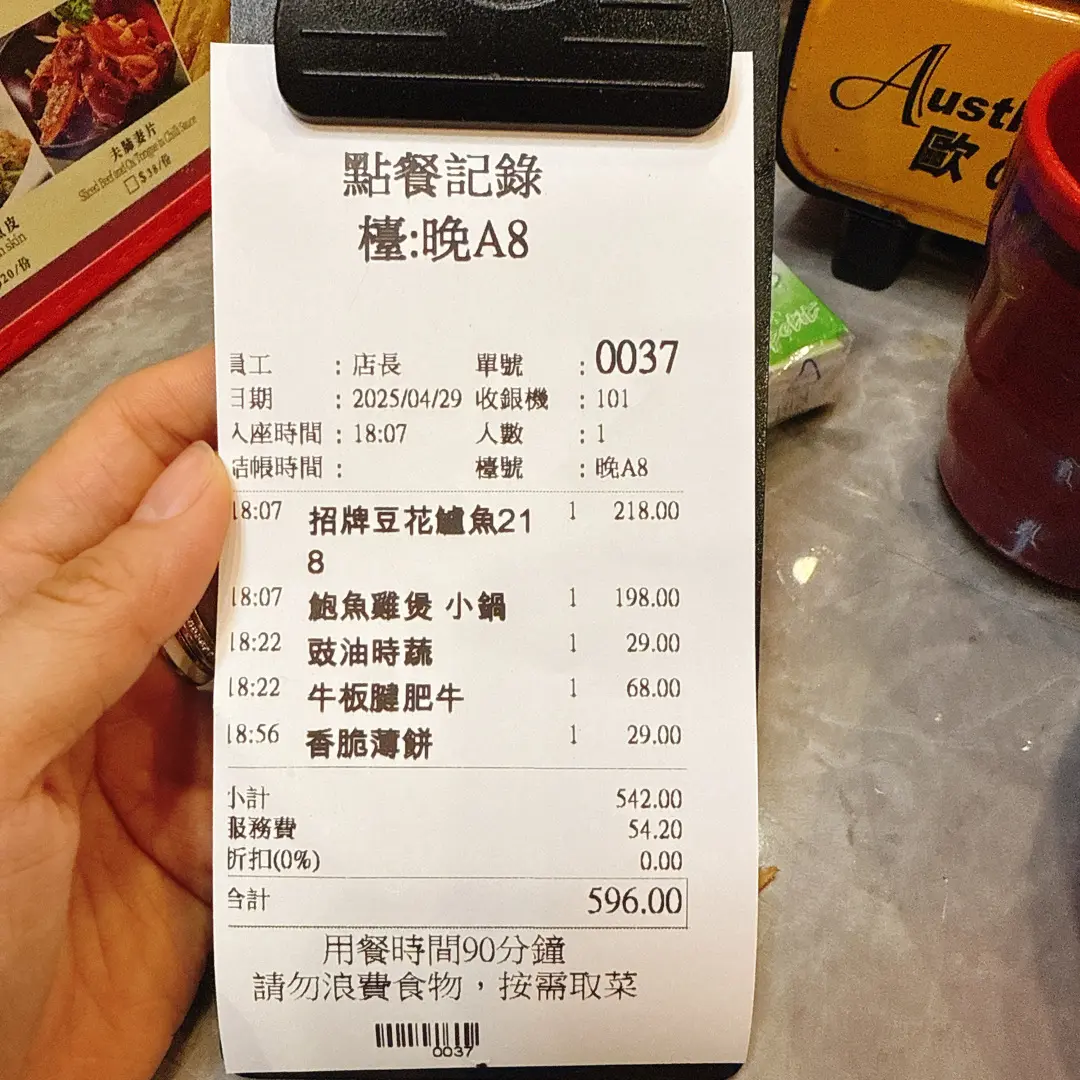 夫肺妻片
Sliced Beef and Ox Tongue in Chilli Sauce
$38/份
皮
skin
20/份
Aust
歐
點餐記錄
檯:晚A8
員工 : 店長 單號 : 0037
日期 : 2025/04/29 收銀機 : 101
入座時間 : 18:07 人數 : 1
結帳時間 : 檯號 : 晚A8
18:07 招牌豆花鱸魚21 1 218.00
8
18:07 鮑魚雞煲 小鍋 1 198.00
18:22 豉油時蔬 1 29.00
18:22 牛板腱肥牛 1 68.00
18:56 香脆薄餅 1 29.00
小計 542.00
服務費 54.20
折扣(0%) 0.00
合計 596.00
用餐時間90分鐘
請勿浪費食物，按需取菜
0037